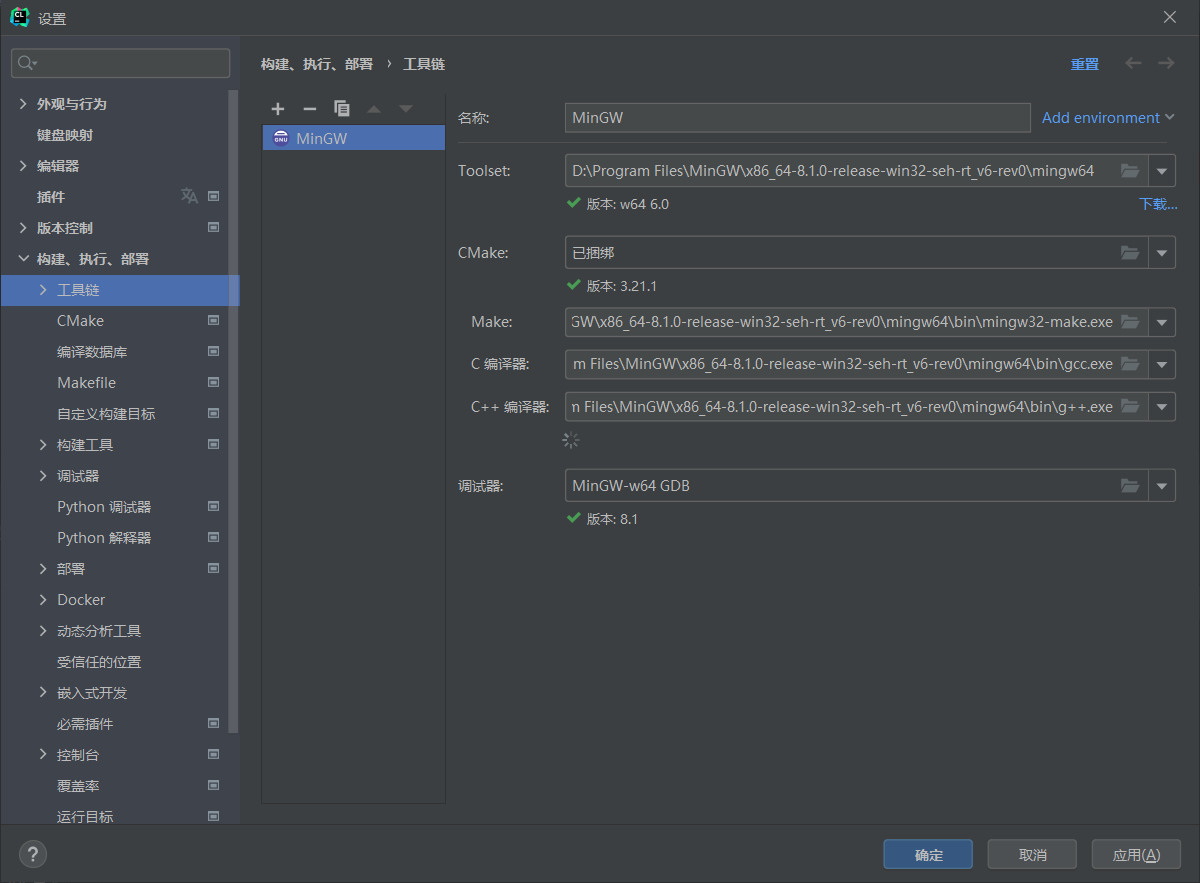 设置
构建、执行、部署 › 工具链
重置
外观与行为
键盘映射
编辑器
插件
版本控制
构建、执行、部署
工具链
CMake
编译数据库
Makefile
自定义构建目标
构建工具
调试器
Python 调试器
Python 解释器
部署
Docker
动态分析工具
受信任的位置
嵌入式开发
必需插件
控制台
覆盖率
运行目标
MinGW
名称: MinGW Add environment
Toolset: D:\Program Files\MinGW\x86_64-8.1.0-release-win32-seh-rt_v6-rev0\mingw64
版本: w64 6.0 下载...
CMake: 已捆绑
版本: 3.21.1
Make: GW\x86_64-8.1.0-release-win32-seh-rt_v6-rev0\mingw64\bin\mingw32-make.exe
C 编译器: m Files\MinGW\x86_64-8.1.0-release-win32-seh-rt_v6-rev0\mingw64\bin\gcc.exe
C++ 编译器: n Files\MinGW\x86_64-8.1.0-release-win32-seh-rt_v6-rev0\mingw64\bin\g++.exe
调试器: MinGW-w64 GDB
版本: 8.1
?
确定 取消 应用(A)